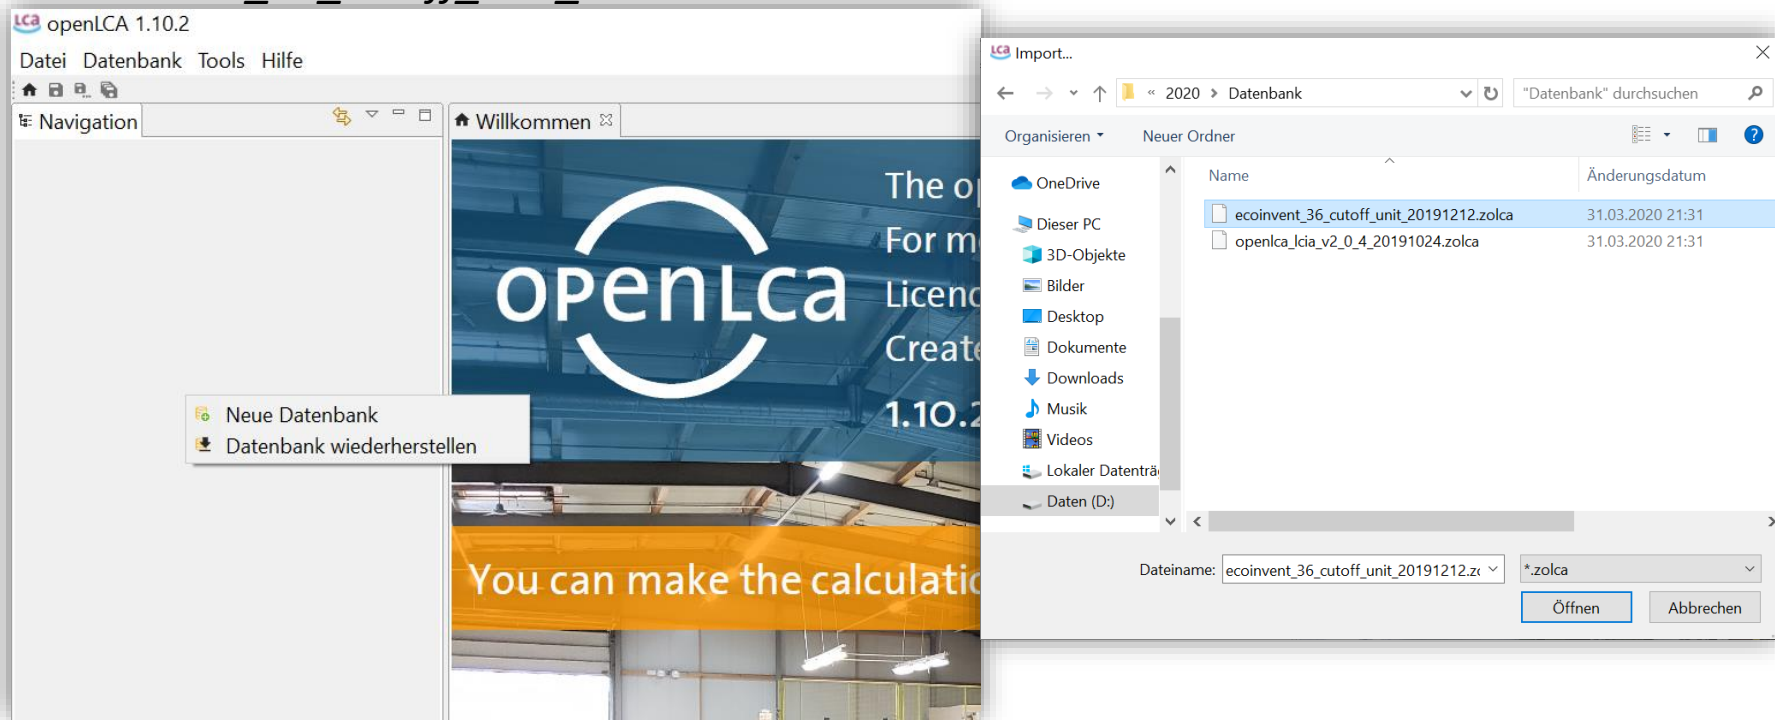 openLCA 1.10.2
Datei Datenbank Tools Hilfe
Navigation
Willkommen
The
For
openLca
Licenc
Create
1.10.2
Neue Datenbank
Datenbank wiederherstellen
You can make the calculatio
Import...
« 2020 > Datenbank
"Datenbank" durchsuchen
Organisieren
Neuer Ordner
OneDrive
Dieser PC
3D-Objekte
Bilder
Desktop
Dokumente
Downloads
Musik
Videos
Lokaler Datenträ
Daten (D:)
Name Änderungsdatum
ecoinvent_36_cutoff_unit_20191212.zolca 31.03.2020 21:31
openlca_lcia_v2_0_4_20191024.zolca 31.03.2020 21:31
Dateiname: ecoinvent_36_cutoff_unit_20191212.zo *.zolca
Öffnen Abbrechen